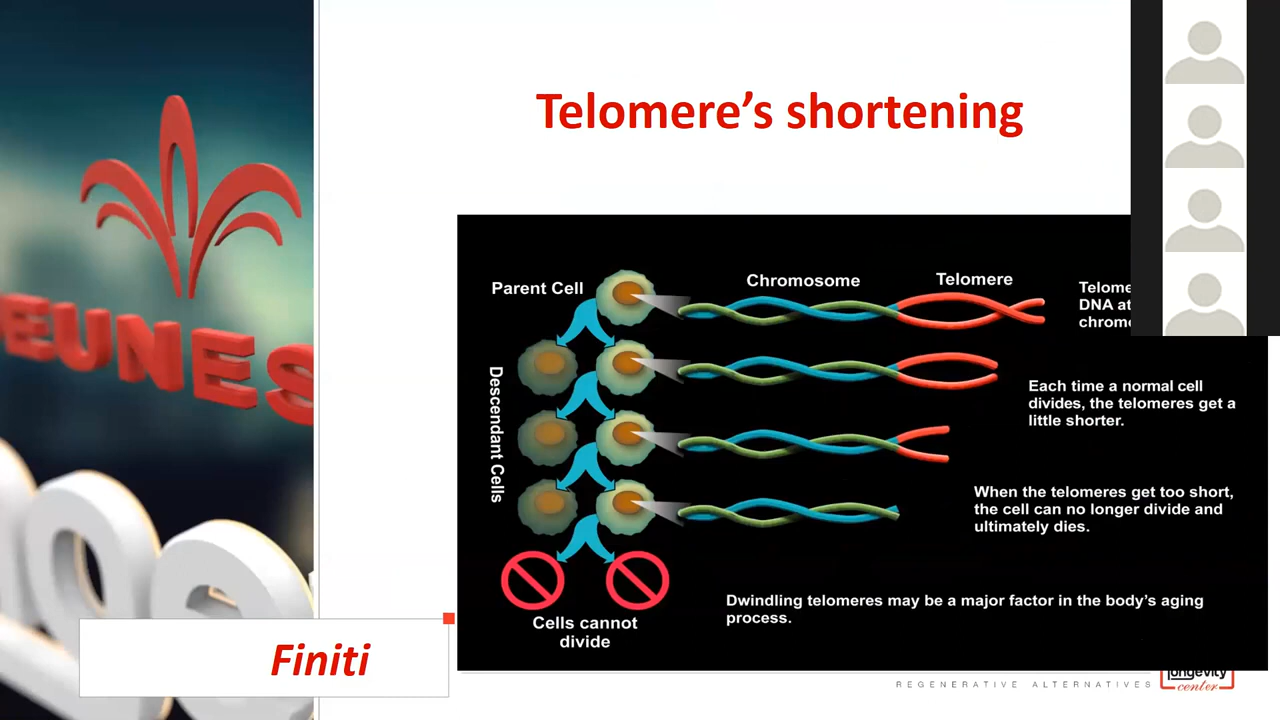 Telomere’s shortening
EUNES
Parent Cell
Chromosome
Telomere
DNA at
Descendant Cells
Each time a normal cell
divides, the telomeres get a
little shorter.
When the telomeres get too short,
the cell can no longer divide and
ultimately dies.
Dwindling telomeres may be a major factor in the body’s aging
process.
Cells cannot
divide
Finiti
REGENERATIVE ALTERNATIVES
longevity
center